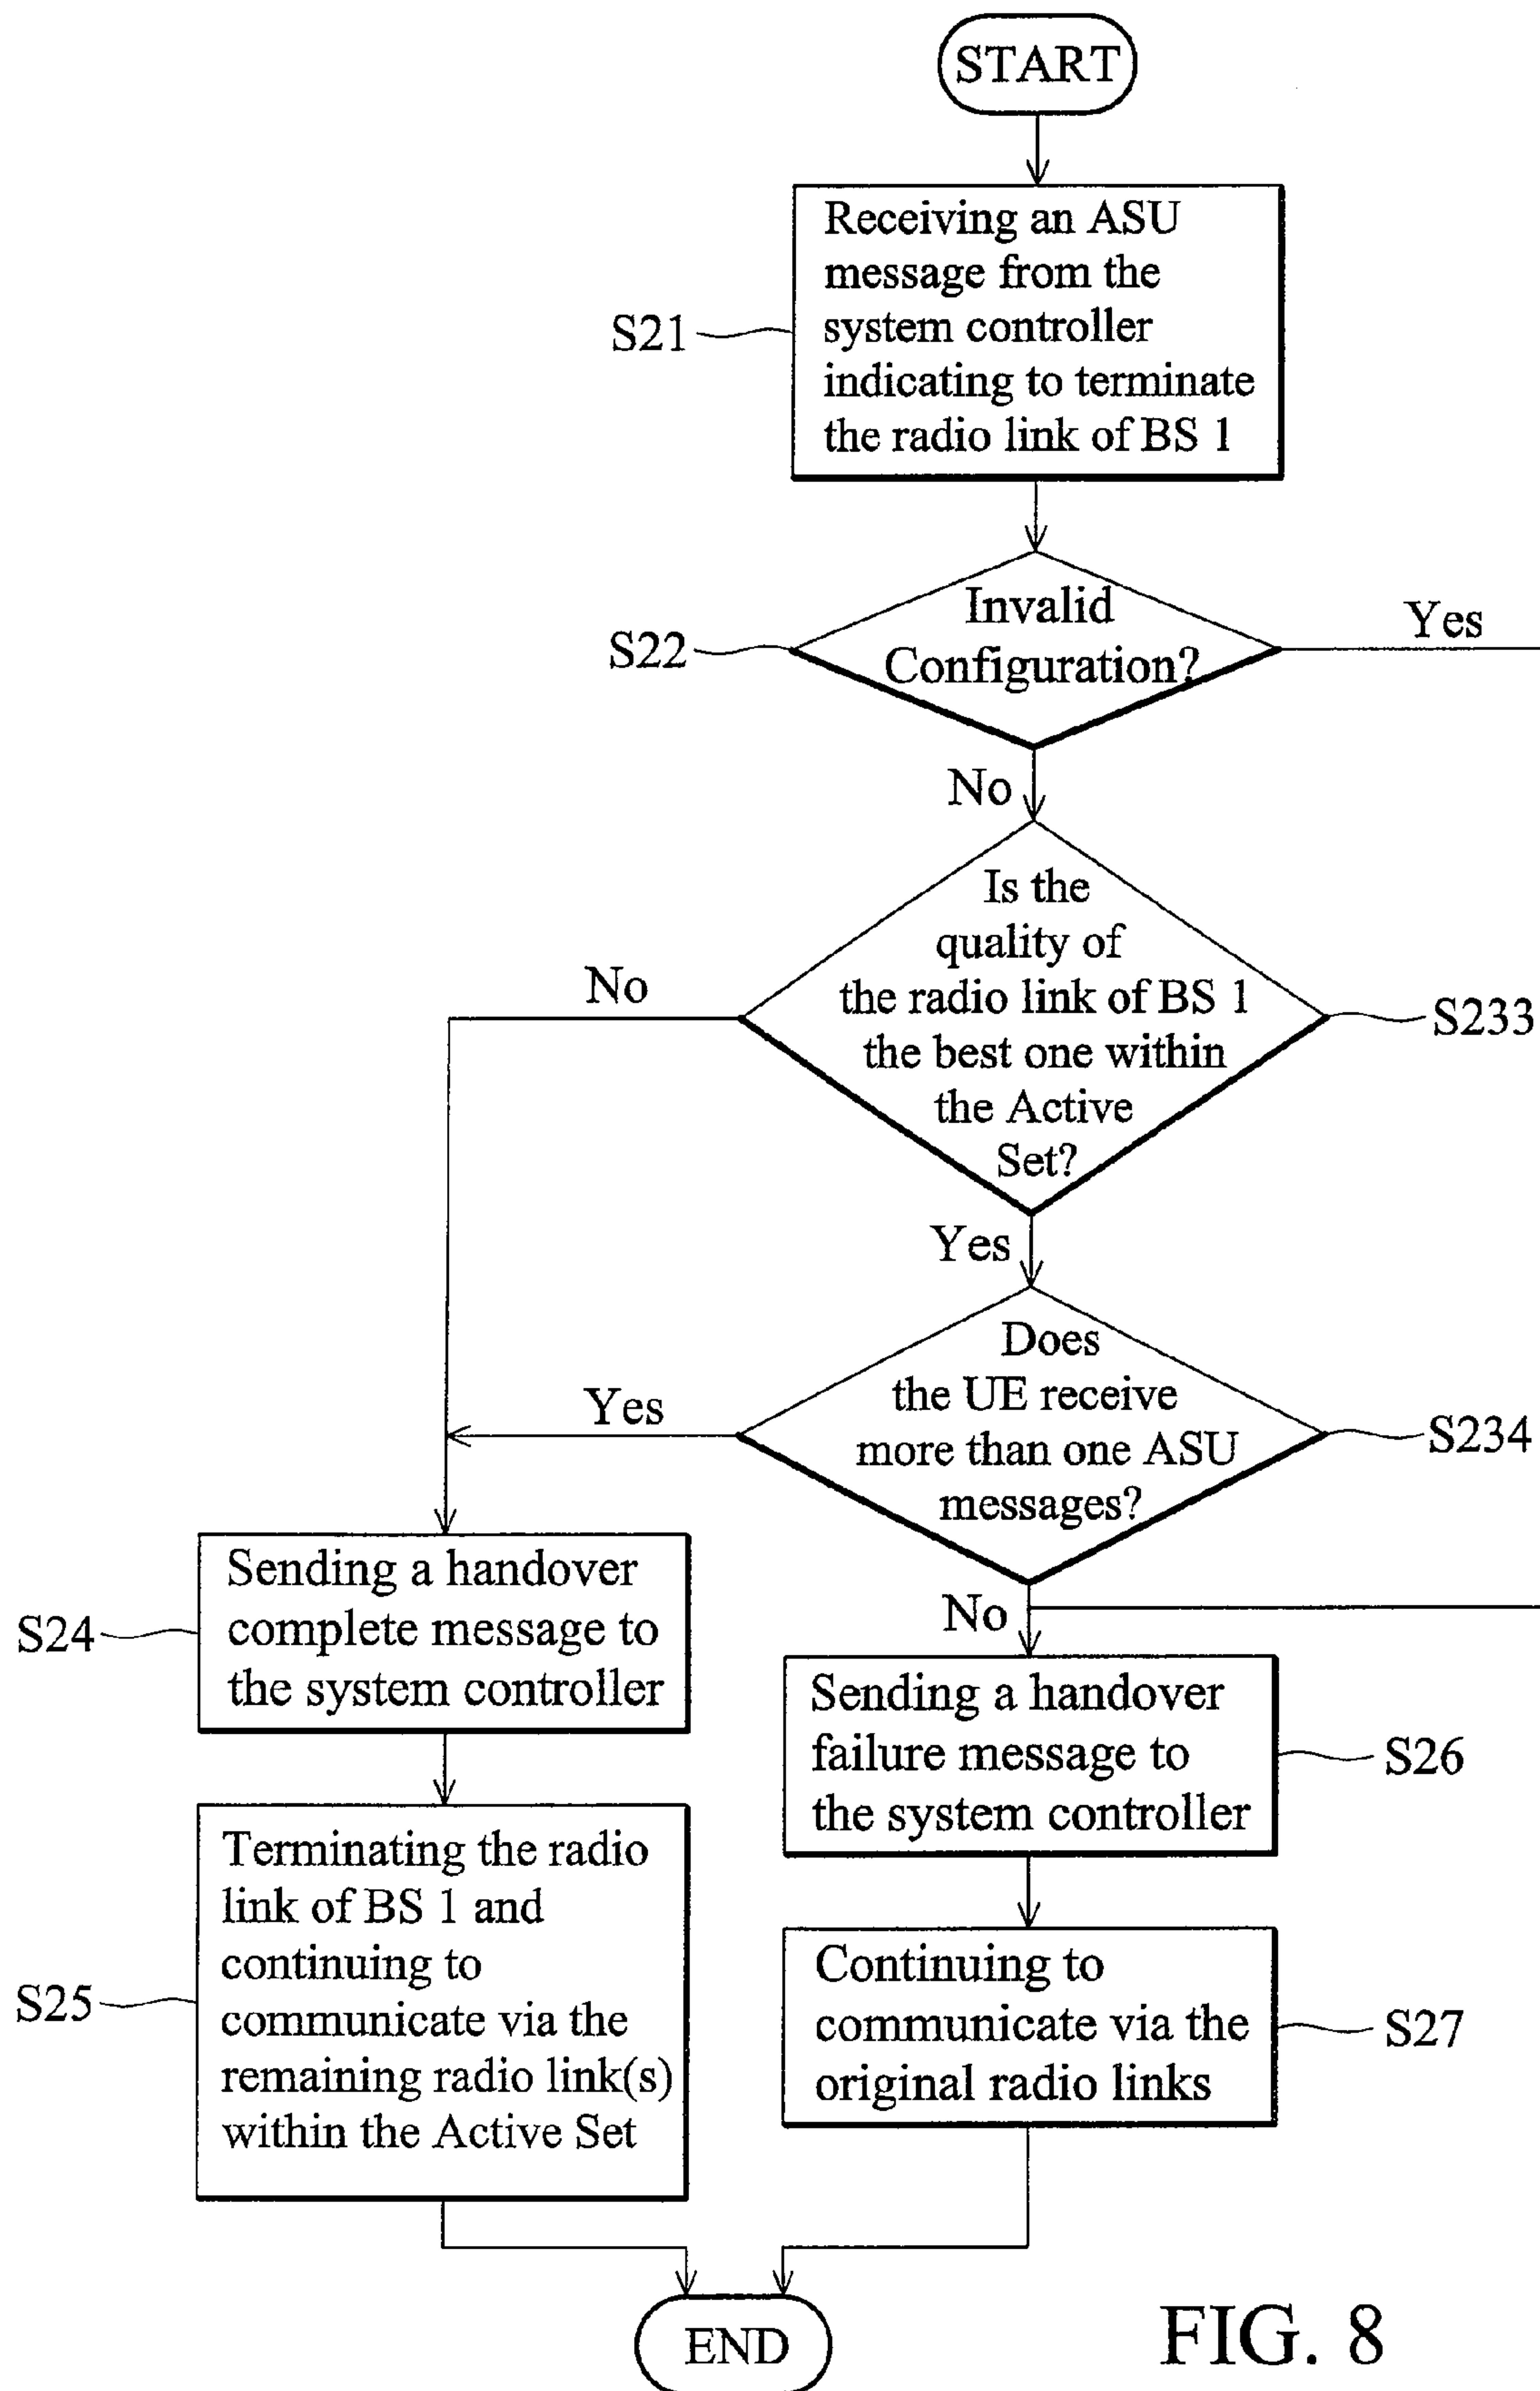 START
Receiving an ASU
message from the
system controller
indicating to terminate
the radio link of BS 1
S21
Invalid
Configuration?
S22
Yes
No
Is the
quality of
the radio link of BS 1
the best one within
the Active
Set?
No
S233
Yes
Does
the UE receive
more than one ASU
messages?
Yes
S234
No
Sending a handover
complete message to
the system controller
S24
Sending a handover
failure message to
the system controller
S26
Terminating the radio
link of BS 1 and
continuing to
communicate via the
remaining radio link(s)
within the Active Set
S25
Continuing to
communicate via the
original radio links
S27
END
FIG. 8